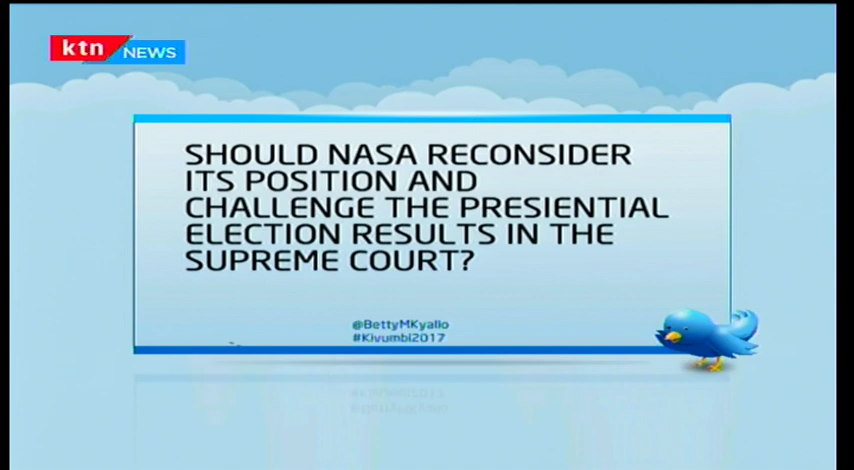 ktn NEWS
SHOULD NASA RECONSIDER
ITS POSITION AND
CHALLENGE THE PRESIENTIAL
ELECTION RESULTS IN THE
SUPREME COURT?
@BettyMKyallo
#Kivumbi2017